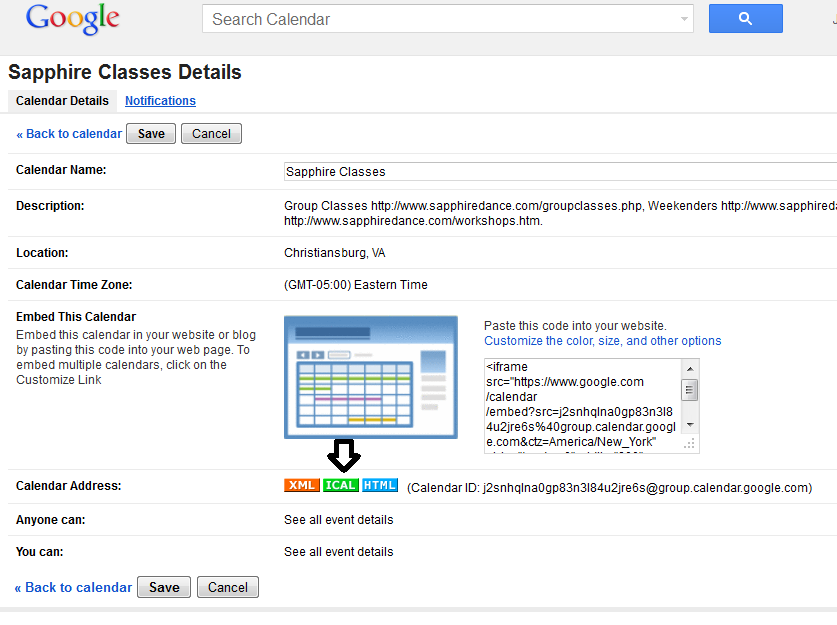 Google
Search Calendar
Sapphire Classes Details
Calendar Details Notifications
« Back to calendar Save Cancel
Calendar Name: Sapphire Classes
Description: Group Classes http://www.sapphiredance.com/groupclasses.php, Weekenders http://www.sapphireda
http://www.sapphiredance.com/workshops.htm.
Location: Christiansburg, VA
Calendar Time Zone: (GMT-05:00) Eastern Time
Embed This Calendar
Embed this calendar in your website or blog
by pasting this code into your web page. To
embed multiple calendars, click on the
Customize Link
Paste this code into your website.
Customize the color, size, and other options
<iframe
src="https://www.google.com
/calendar
/embed?src=j2snhqlna0gp83n3l8
4u2jre6s%40group.calendar.googl
e.com&ctz=America/New_York"
Calendar Address: XML ICAL HTML (Calendar ID: j2snhqlna0gp83n3l84u2jre6s@group.calendar.google.com)
Anyone can: See all event details
You can: See all event details
« Back to calendar Save Cancel